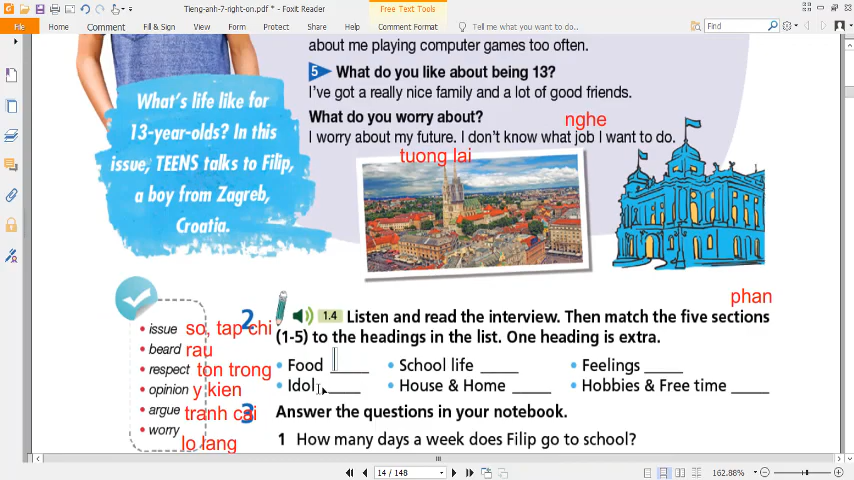 Tieng-anh-7-right-on.pdf * - Foxit Reader
Free Text Tools
File Home Comment Fill & Sign View Form Protect Share Help Comment Format Tell me what you want to do... Find
about me playing computer games too often.
5 What do you like about being 13?
I've got a really nice family and a lot of good friends.
What do you worry about?
nghe
I worry about my future. I don't know what job I want to do.
tuong lai
What's life like for
13-year-olds? In this
issue, TEENS talks to Filip,
a boy from Zagreb,
Croatia.
phan
• issue so, tap chi
• beard rau
• respect ton trong
• opinion y kien
• argue tranh cai
• worry
lo lang
2 1.4 Listen and read the interview. Then match the five sections
(1-5) to the headings in the list. One heading is extra.
• Food _____ • School life _____ • Feelings _____
• Idol _____ • House & Home _____ • Hobbies & Free time _____
3 Answer the questions in your notebook.
1 How many days a week does Filip go to school?
14 / 148
162.88%